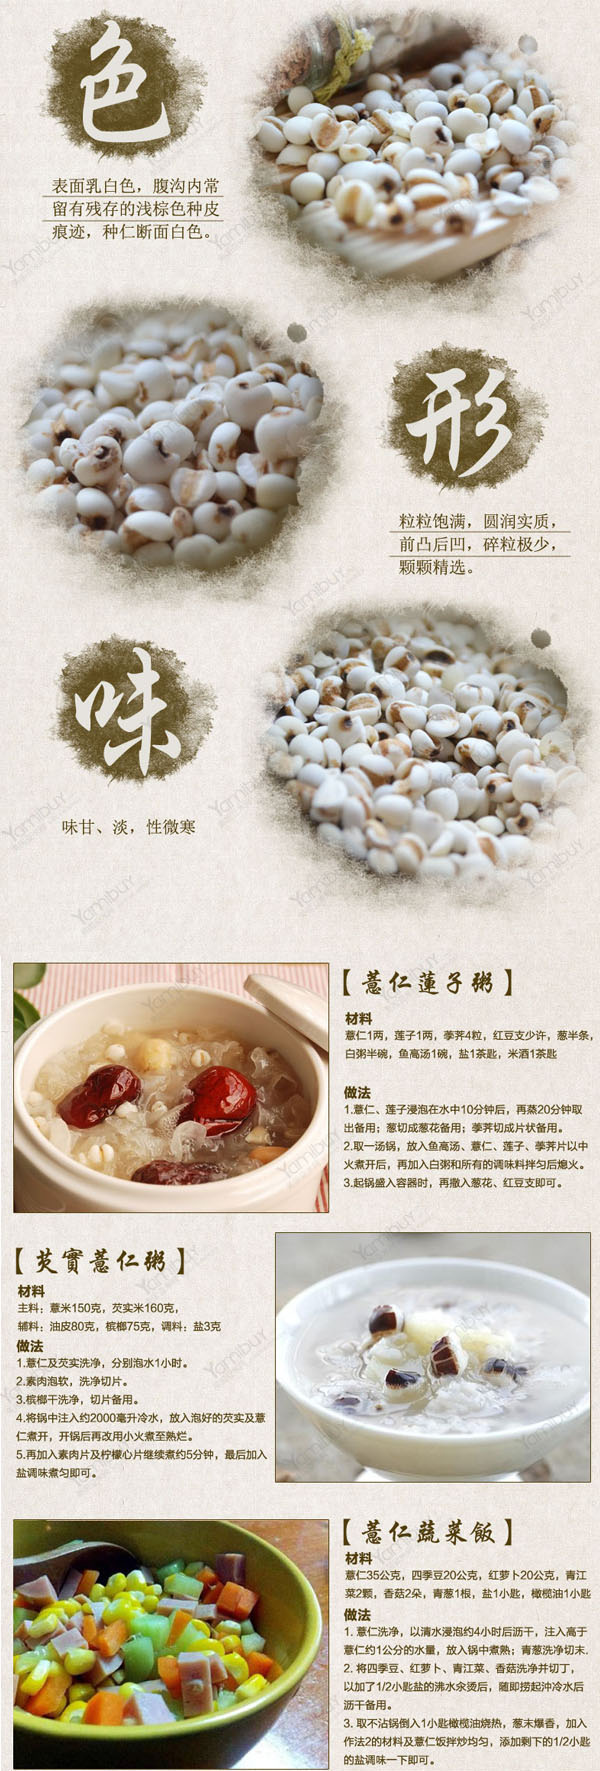 色
表面乳白色，腹沟内常
留有残存的浅棕色种皮
痕迹，种仁断面白色。
形
粒粒饱满，圆润实质，
前凸后凹，碎粒极少，
颗颗精选。
味
味甘、淡，性微寒
【薏仁蓮子粥】
材料
薏仁1两，莲子1两，荸荠4粒，红豆支少许，葱半条，
白粥半碗，鱼高汤1碗，盐1茶匙，米酒1茶匙
做法
1.薏仁、莲子浸泡在水中10分钟后，再蒸20分钟取
出备用；葱切成葱花备用；荸荠切成片状备用。
2.取一汤锅，放入鱼高汤、薏仁、莲子、荸荠片以中
火煮开后，再加入白粥和所有的调味料拌匀后熄火。
3.起锅盛入容器时，再撒入葱花、红豆支即可。
【芡實薏仁粥】
材料
主料；薏米150克，芡实米160克，
辅料：油皮80克，槟榔75克，调料：盐3克
做法
1.薏仁及芡实洗净，分别泡水1小时。
2.素肉泡软，洗净切片。
3.槟榔干洗净，切片备用。
4.将锅中注入约2000毫升冷水，放入泡好的芡实及薏
仁煮开，开锅后再改用小火煮至熟烂。
5.再加入素肉片及柠檬心片继续煮约5分钟，最后加入
盐调味煮匀即可。
【薏仁蔬菜飯】
材料
薏仁35公克，四季豆20公克，红萝卜20公克，青江
菜2颗，香菇2朵，青葱1根，盐1小匙，橄榄油1小匙
做法
1. 薏仁洗净，以清水浸泡约4小时后沥干，注入高于
薏仁约1公分的水量，放入锅中煮熟；青葱洗净切末.
2. 将四季豆、红萝卜、青江菜、香菇洗净并切丁，
以加了1/2小匙盐的沸水氽烫后，随即捞起沖冷水后
沥干备用。
3. 取不沾锅倒入1小匙橄榄油烧热，葱末爆香，加入
作法2的材料及薏仁饭拌炒均匀，添加剩下的1/2小匙
的盐调味一下即可。
Yamibuy